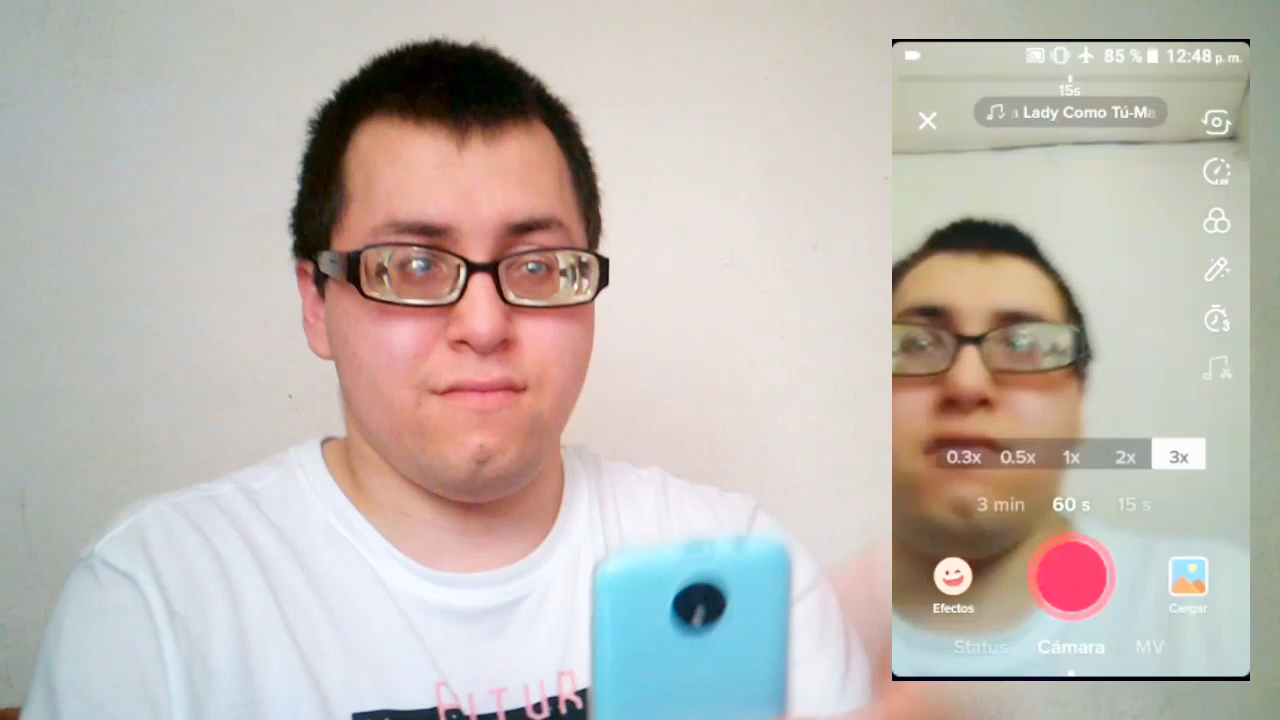 85 % 12:48 p. m.
15s
a Lady Como Tú-Ma
3
0.3x 0.5x 1x 2x 3x
3 min 60 s 15 s
Efectos
Cargar
Status Cámara MV